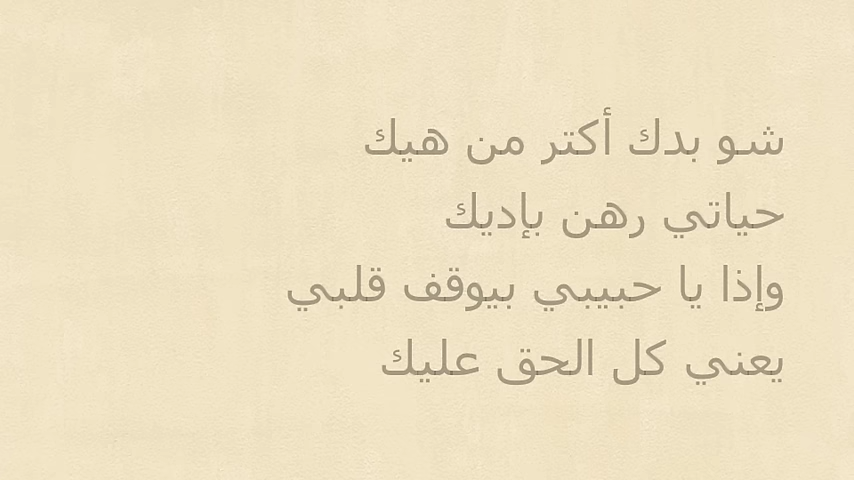 شو بدك أكتر من هيك
حياتي رهن بإديك
وإذا يا حبيبي بيوقف قلبي
يعني كل الحق عليك